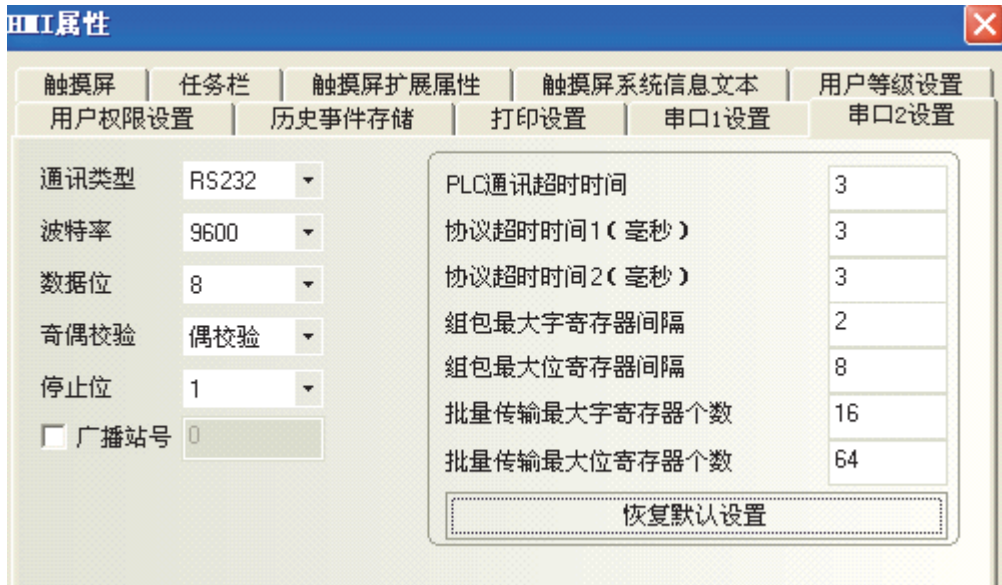 HMI属性
触摸屏 任务栏 触摸屏扩展属性 触摸屏系统信息文本 用户等级设置
用户权限设置 历史事件存储 打印设置 串口1设置 串口2设置
通讯类型 RS232
波特率 9600
数据位 8
奇偶校验 偶校验
停止位 1
广播站号 0
PLC通讯超时时间 3
协议超时时间1(毫秒) 3
协议超时时间2(毫秒) 3
组包最大字寄存器间隔 2
组包最大位寄存器间隔 8
批量传输最大字寄存器个数 16
批量传输最大位寄存器个数 64
恢复默认设置